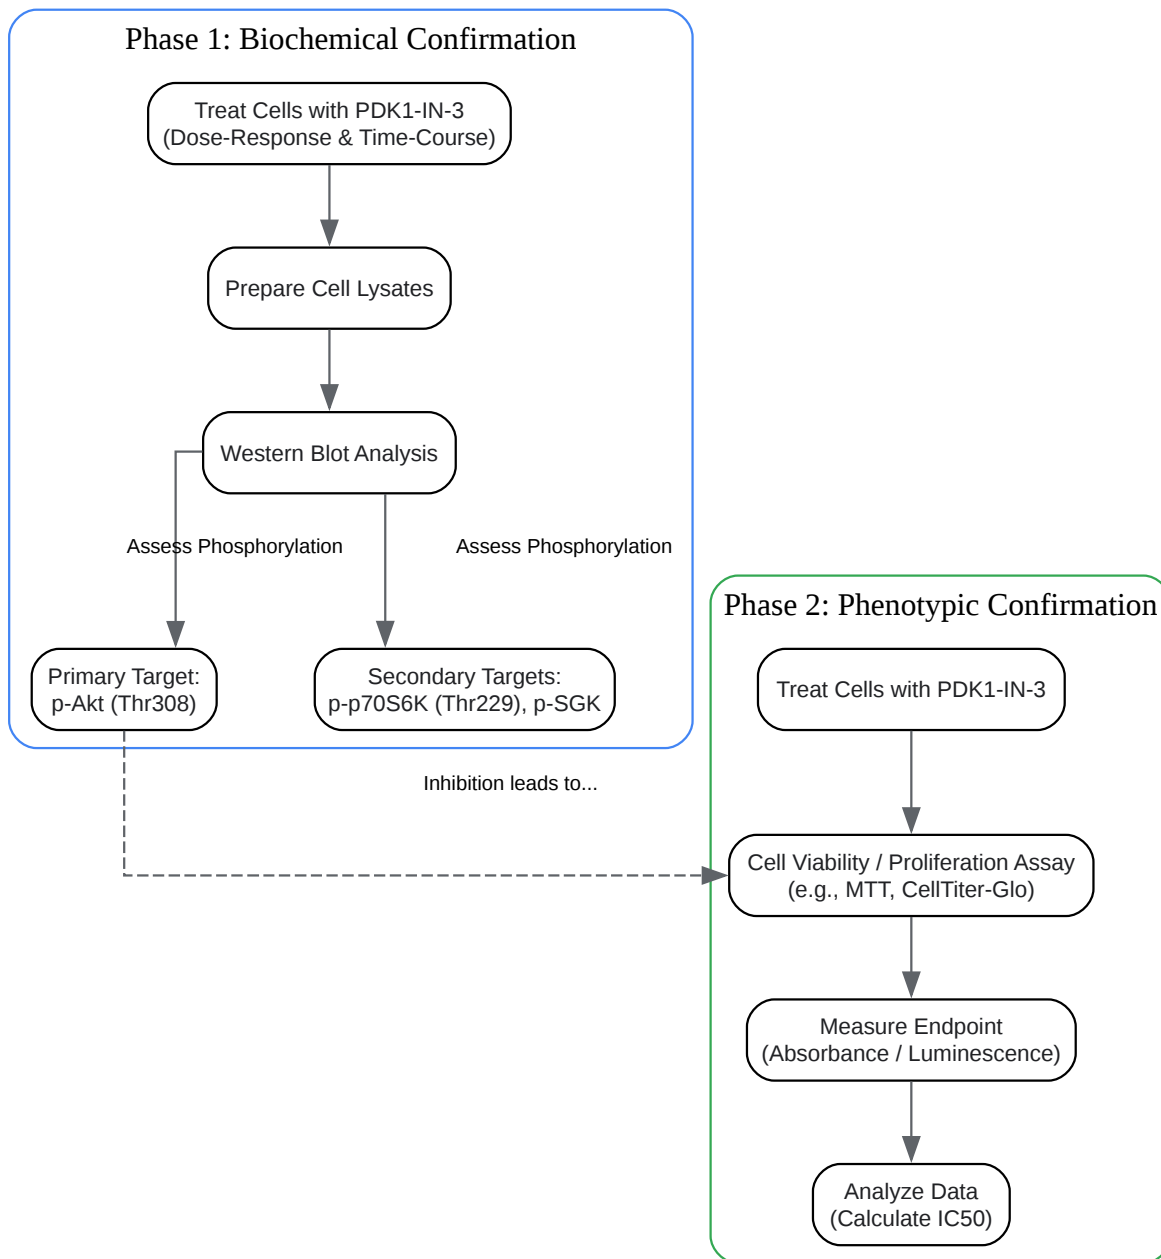 Phase 1: Biochemical Confirmation
Treat Cells with PDK1-IN-3
(Dose-Response & Time-Course)
Prepare Cell Lysates
Western Blot Analysis
Assess Phosphorylation
Assess Phosphorylation
Primary Target:
p-Akt (Thr308)
Secondary Targets:
p-p70S6K (Thr229), p-SGK
Inhibition leads to...
Phase 2: Phenotypic Confirmation
Treat Cells with PDK1-IN-3
Cell Viability / Proliferation Assay
(e.g., MTT, CellTiter-Glo)
Measure Endpoint
(Absorbance / Luminescence)
Analyze Data
(Calculate IC50)